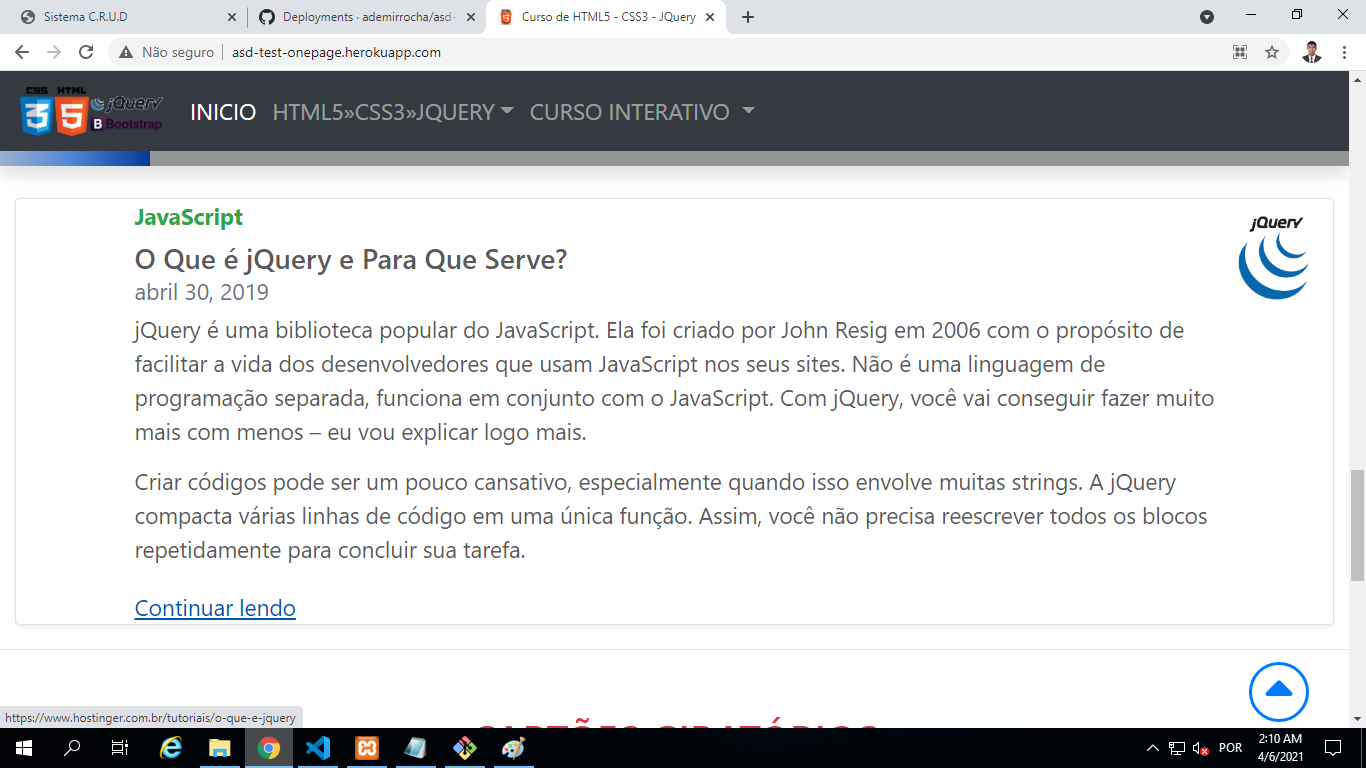 Sistema C.R.U.D
Deployments · ademirrocha/asd-
Curso de HTML5 - CSS3 - JQuery
Não seguro
asd-test-onepage.herokuapp.com
CSS HTML
3 5 jQuery
B Bootstrap
INICIO HTML5»CSS3»JQUERY CURSO INTERATIVO
JavaScript
jQuery
O Que é jQuery e Para Que Serve?
abril 30, 2019
jQuery é uma biblioteca popular do JavaScript. Ela foi criado por John Resig em 2006 com o propósito de
facilitar a vida dos desenvolvedores que usam JavaScript nos seus sites. Não é uma linguagem de
programação separada, funciona em conjunto com o JavaScript. Com jQuery, você vai conseguir fazer muito
mais com menos – eu vou explicar logo mais.
Criar códigos pode ser um pouco cansativo, especialmente quando isso envolve muitas strings. A jQuery
compacta várias linhas de código em uma única função. Assim, você não precisa reescrever todos os blocos
repetidamente para concluir sua tarefa.
Continuar lendo
https://www.hostinger.com.br/tutoriais/o-que-e-jquery
CARTÕES GIRATÓRIOS
POR
2:10 AM
4/6/2021